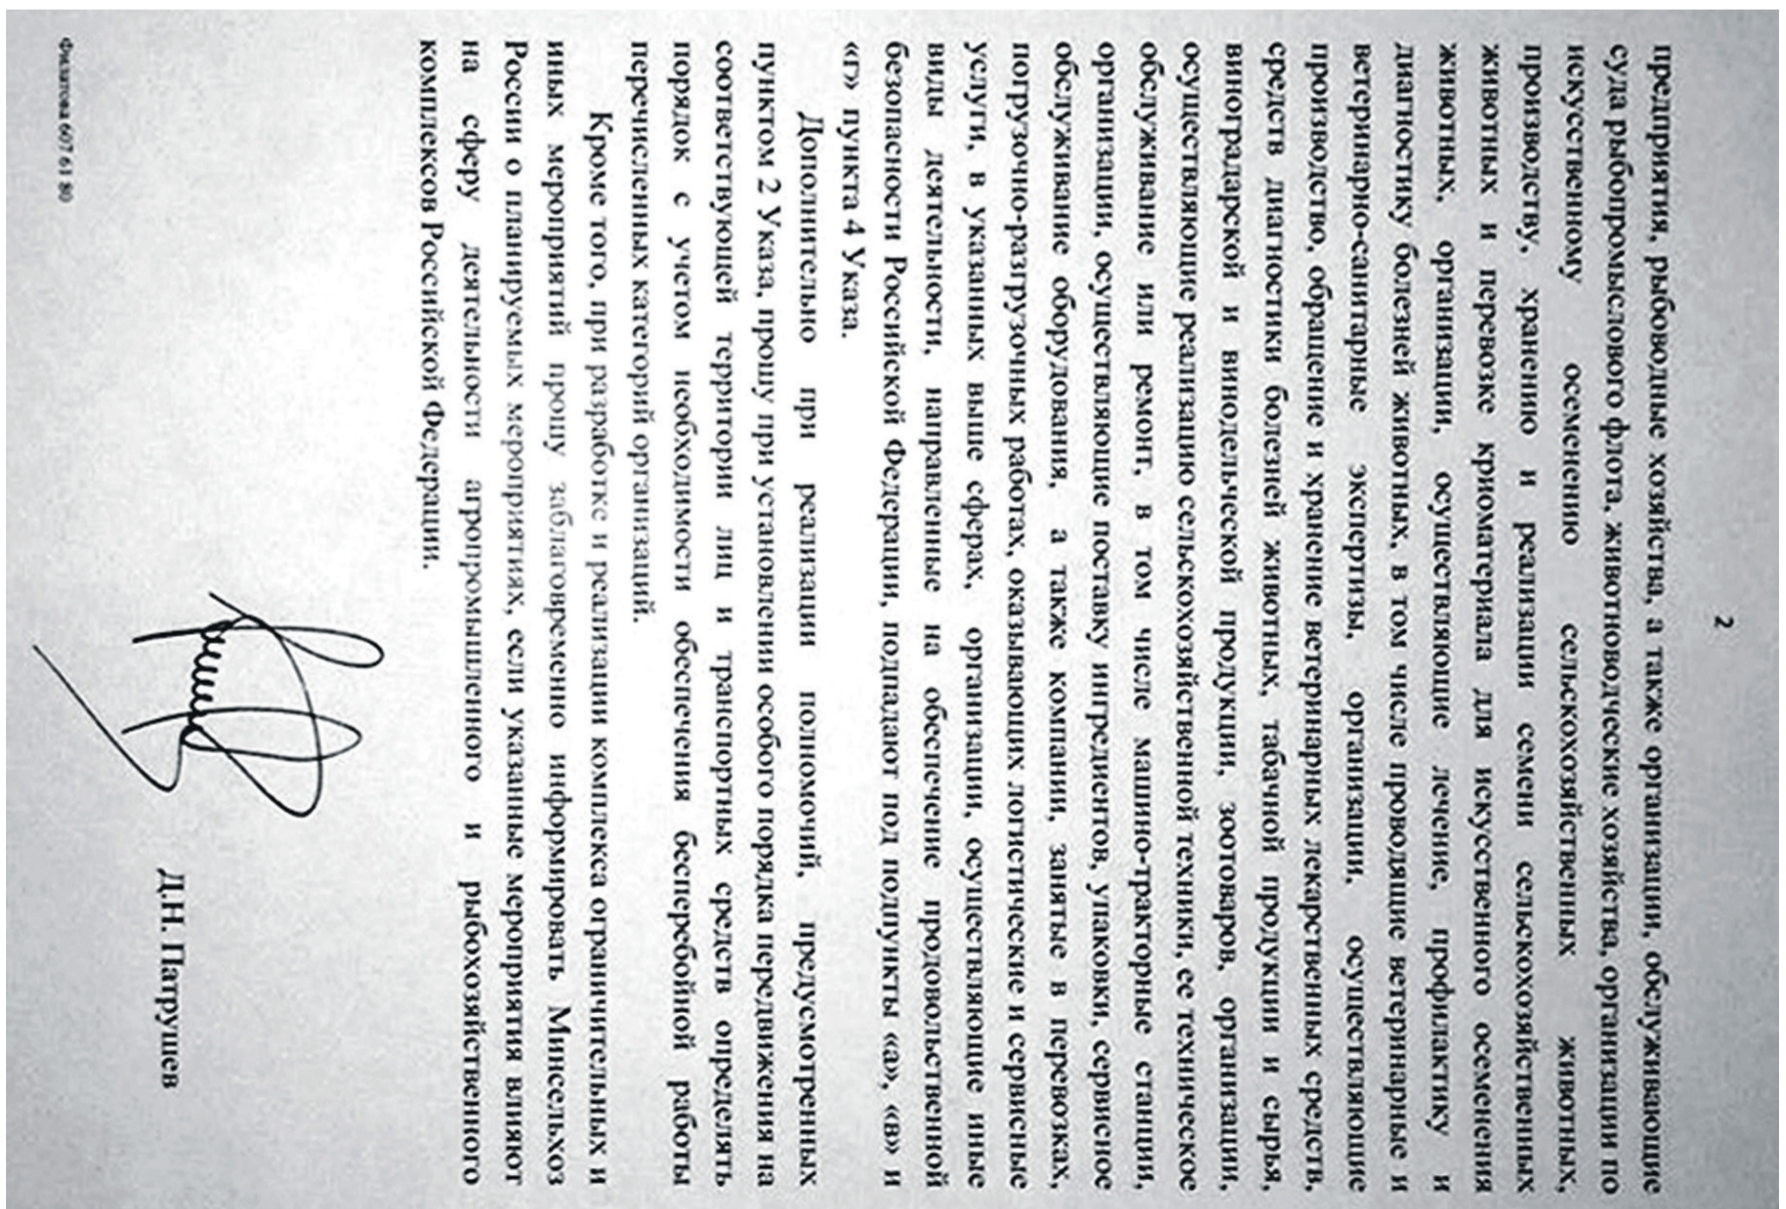 2
предприятия, рыбоводные хозяйства, а также организации, обслуживающие
суда рыбопромыслового флота, животноводческие хозяйства, организации по
искусственному осеменению сельскохозяйственных животных,
производству, хранению и реализации семени сельскохозяйственных
животных и перевозке криоматериала для искусственного осеменения
животных, организации, осуществляющие лечение, профилактику и
диагностику болезней животных, в том числе проводящие ветеринарные и
ветеринарно-санитарные экспертизы, организации, осуществляющие
производство, обращение и хранение ветеринарных лекарственных средств,
средств диагностики болезней животных, табачной продукции и сырья,
виноградарской и винодельческой продукции, зоотоваров, организации,
осуществляющие реализацию сельскохозяйственной техники, ее техническое
обслуживание или ремонт, в том числе машино-тракторные станции,
организации, осуществляющие поставку ингредиентов, упаковки, сервисное
обслуживание оборудования, а также компании, занятые в перевозках,
погрузочно-разгрузочных работах, оказывающих логистические и сервисные
услуги, в указанных выше сферах, организации, осуществляющие иные
виды деятельности, направленные на обеспечение продовольственной
безопасности Российской Федерации, подпадают под подпункты «а», «в» и
«г» пункта 4 Указа.
Дополнительно при реализации полномочий, предусмотренных
пунктом 2 Указа, прошу при установлении особого порядка передвижения на
соответствующей территории лиц и транспортных средств определять
порядок с учетом необходимости обеспечения бесперебойной работы
перечисленных категорий организаций.
Кроме того, при разработке и реализации комплекса ограничительных и
иных мероприятий прошу заблаговременно информировать Минсельхоз
России о планируемых мероприятиях, если указанные мероприятия влияют
на сферу деятельности агропромышленного и рыбохозяйственного
комплексов Российской Федерации.
Д.Н. Патрушев
Филатова 607 61 80